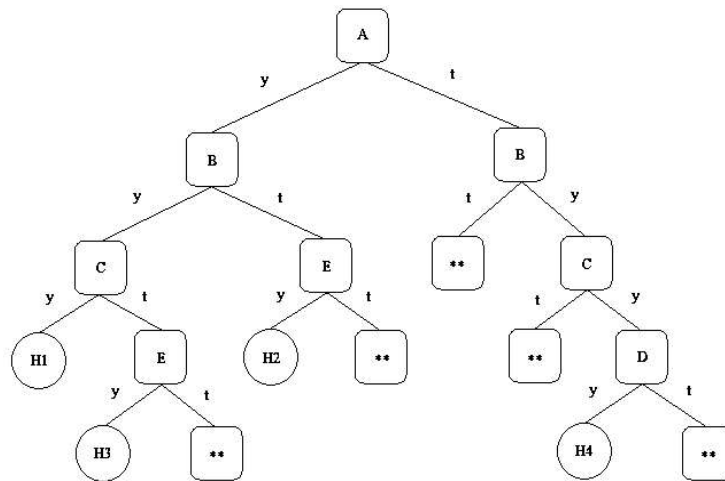 A
y t
B B
y t t y
C E ** C
y t y t t y
H1 E H2 ** ** D
y t y t
H3 ** H4 **